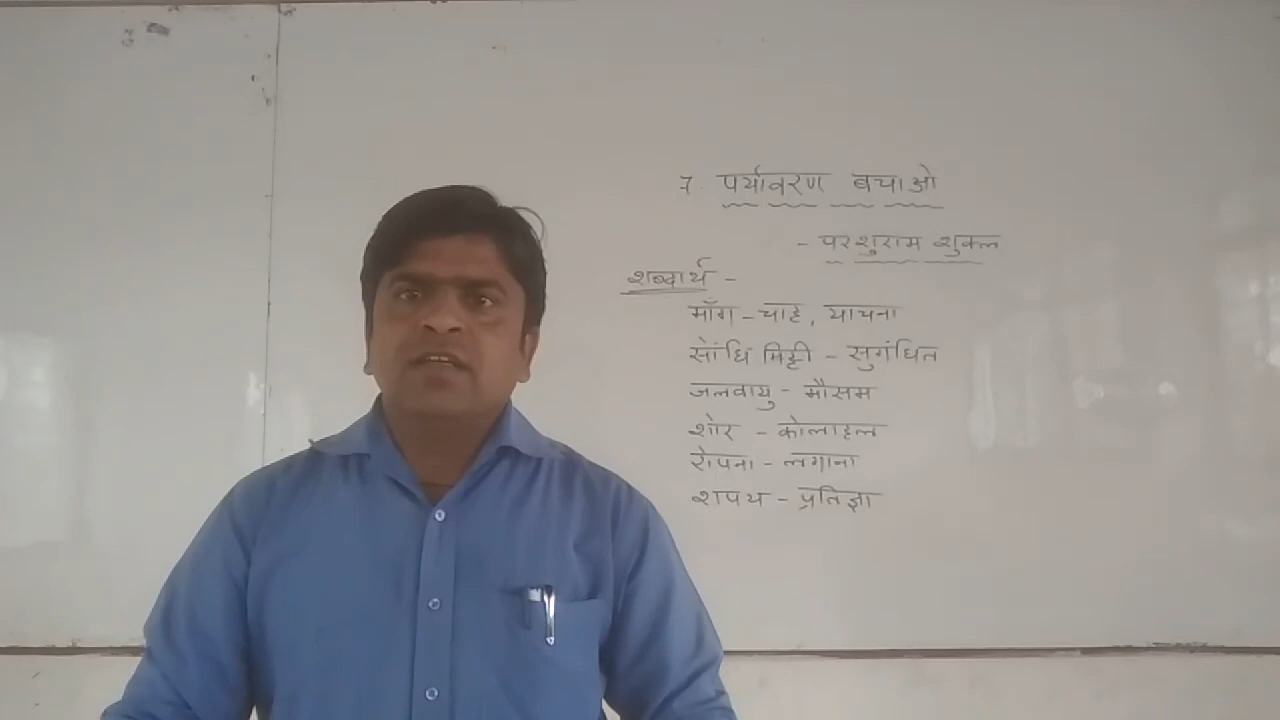 7. पर्यावरण बचाओ
- परशुराम शुक्ल
शब्दार्थ -
माँग - चाह, याचना
सोंधि मिट्टी - सुगंधित
जलवायु - मौसम
शोर - कोलाहल
रोपना - लगाना
शपथ - प्रतिज्ञा